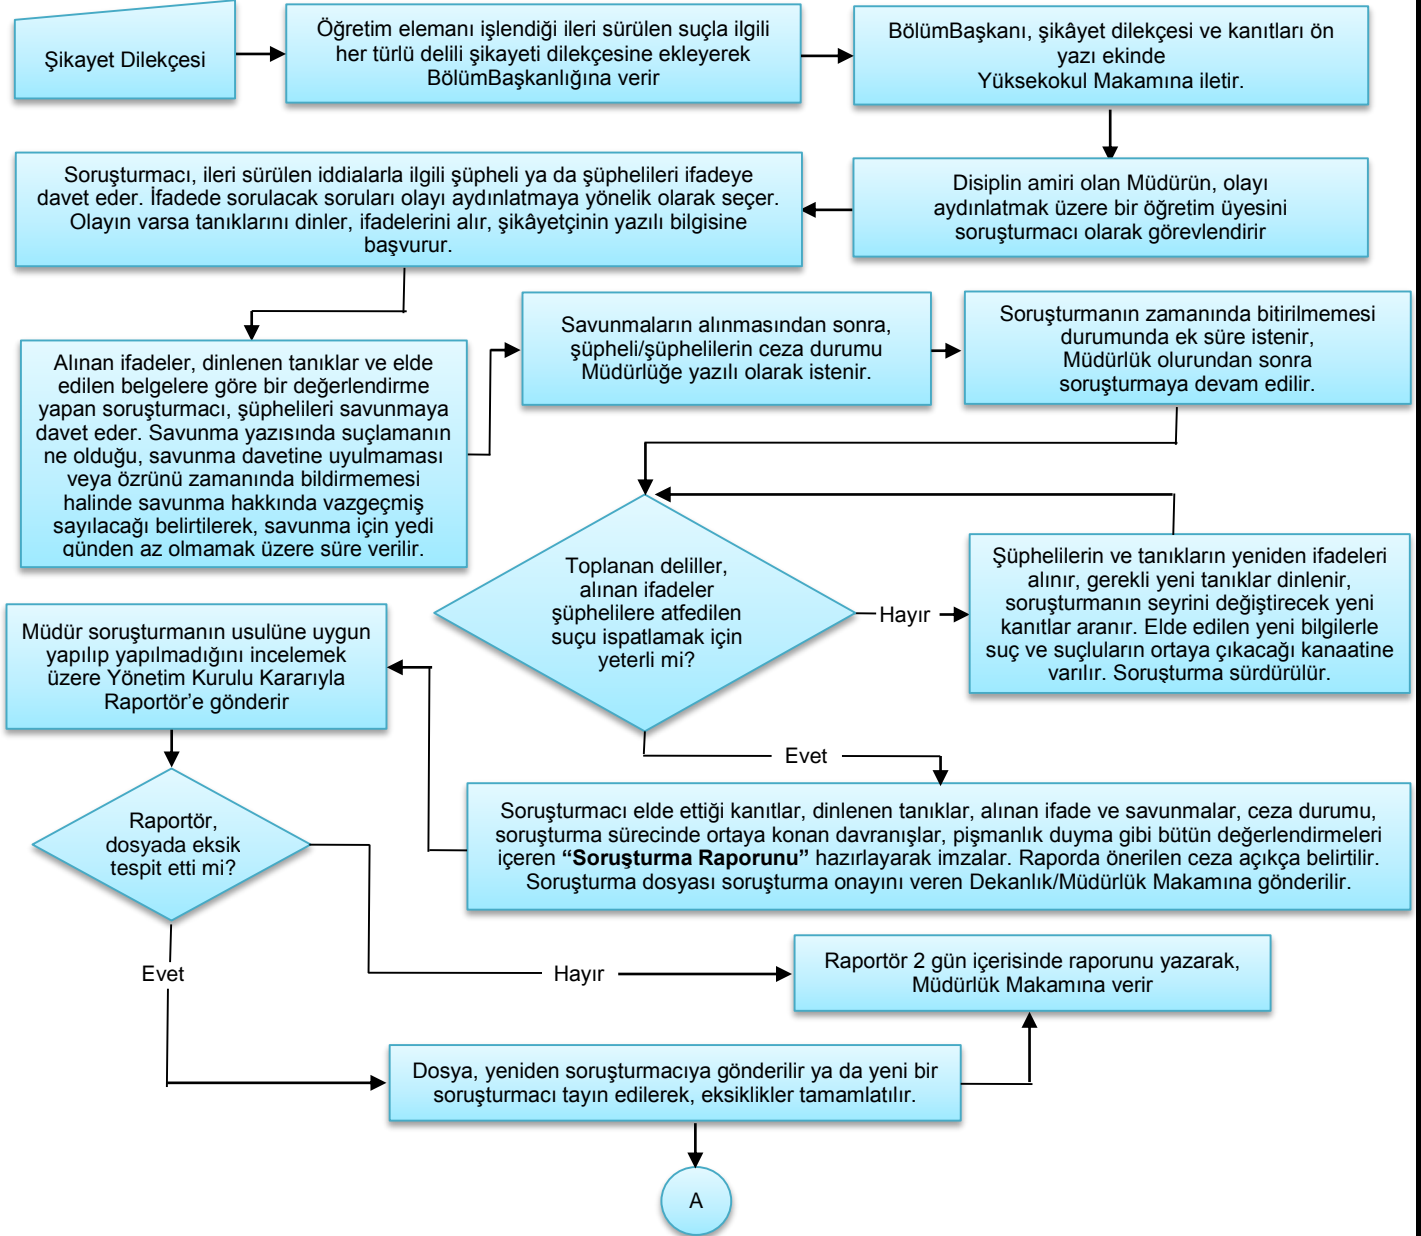 Şikayet Dilekçesi
Öğretim elemanı işlendiği ileri sürülen suçla ilgili
her türlü delili şikayeti dilekçesine ekleyerek
BölümBaşkanlığına verir
BölümBaşkanı, şikâyet dilekçesi ve kanıtları ön
yazı ekinde
Yüksekokul Makamına iletir.
Disiplin amiri olan Müdürün, olayı
aydınlatmak üzere bir öğretim üyesini
soruşturmacı olarak görevlendirir
Soruşturmacı, ileri sürülen iddialarla ilgili şüpheli ya da şüphelileri ifadeye
davet eder. İfadede sorulacak soruları olayı aydınlatmaya yönelik olarak seçer.
Olayın varsa tanıklarını dinler, ifadelerini alır, şikâyetçinin yazılı bilgisine
başvurur.
Alınan ifadeler, dinlenen tanıklar ve elde
edilen belgelere göre bir değerlendirme
yapan soruşturmacı, şüphelileri savunmaya
davet eder. Savunma yazısında suçlamanın
ne olduğu, savunma davetine uyulmaması
veya özrünü zamanında bildirmemesi
halinde savunma hakkında vazgeçmiş
sayılacağı belirtilerek, savunma için yedi
günden az olmamak üzere süre verilir.
Savunmaların alınmasından sonra,
şüpheli/şüphelilerin ceza durumu
Müdürlüğe yazılı olarak istenir.
Soruşturmanın zamanında bitirilmemesi
durumunda ek süre istenir,
Müdürlük olurundan sonra
soruşturmaya devam edilir.
Toplanan deliller,
alınan ifadeler
şüphelilere atfedilen
suçu ispatlamak için
yeterli mi?
Hayır
Şüphelilerin ve tanıkların yeniden ifadeleri
alınır, gerekli yeni tanıklar dinlenir,
soruşturmanın seyrini değiştirecek yeni
kanıtlar aranır. Elde edilen yeni bilgilerle
suç ve suçluların ortaya çıkacağı kanaatine
varılır. Soruşturma sürdürülür.
Evet
Soruşturmacı elde ettiği kanıtlar, dinlenen tanıklar, alınan ifade ve savunmalar, ceza durumu,
soruşturma sürecinde ortaya konan davranışlar, pişmanlık duyma gibi bütün değerlendirmeleri
içeren “Soruşturma Raporunu” hazırlayarak imzalar. Raporda önerilen ceza açıkça belirtilir.
Soruşturma dosyası soruşturma onayını veren Dekanlık/Müdürlük Makamına gönderilir.
Müdür soruşturmanın usulüne uygun
yapılıp yapılmadığını incelemek
üzere Yönetim Kurulu Kararıyla
Raportör’e gönderir
Raportör,
dosyada eksik
tespit etti mi?
Evet
Hayır
Raportör 2 gün içerisinde raporunu yazarak,
Müdürlük Makamına verir
Dosya, yeniden soruşturmacıya gönderilir ya da yeni bir
soruşturmacı tayın edilerek, eksiklikler tamamlatılır.
A